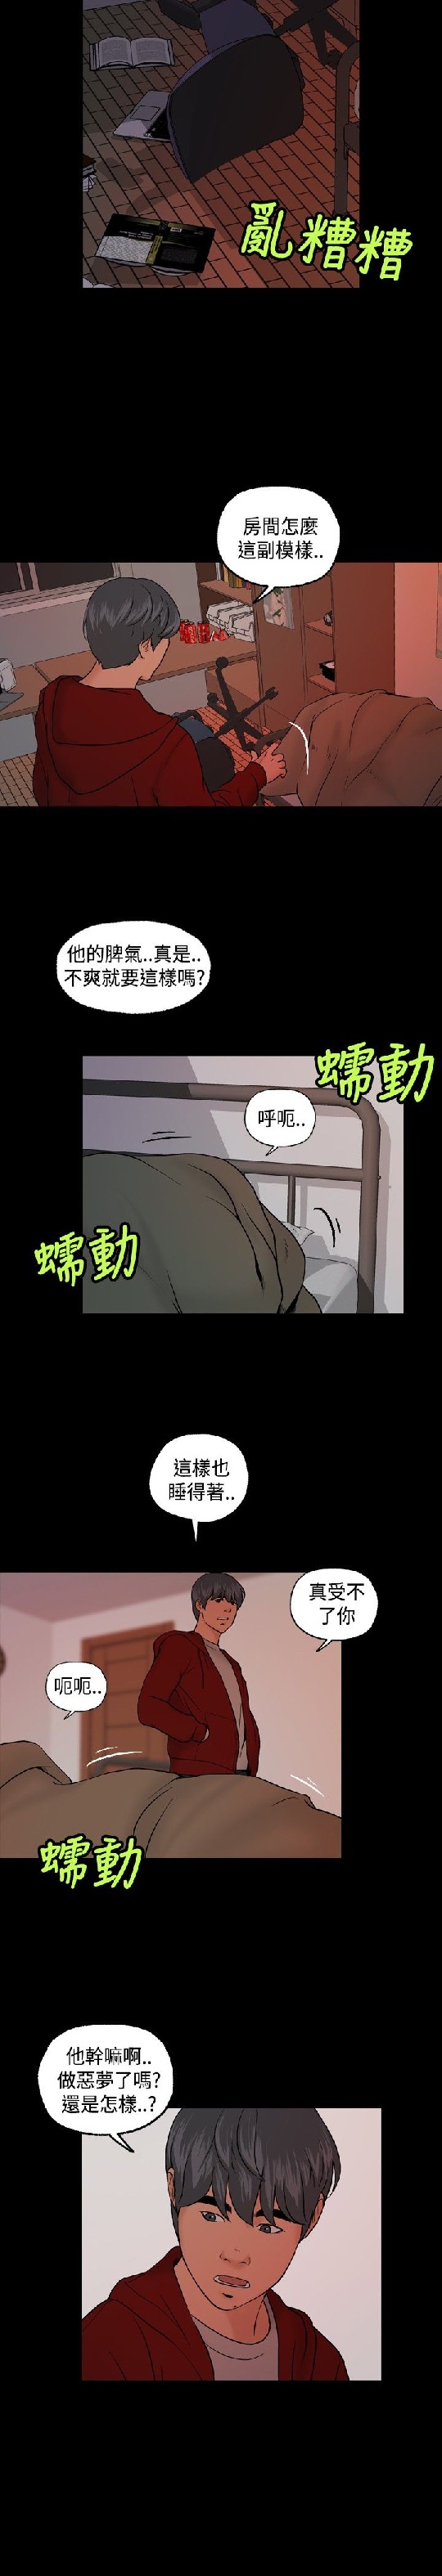 亂糟糟
房間怎麼
這副模樣..
他的脾氣..真是..
不爽就要這樣嗎?
蠕動
呼呃..
蠕動
這樣也
睡得著..
真受不
了你
呃呃..
蠕動
他幹嘛啊..
做惡夢了嗎?
還是怎樣..?